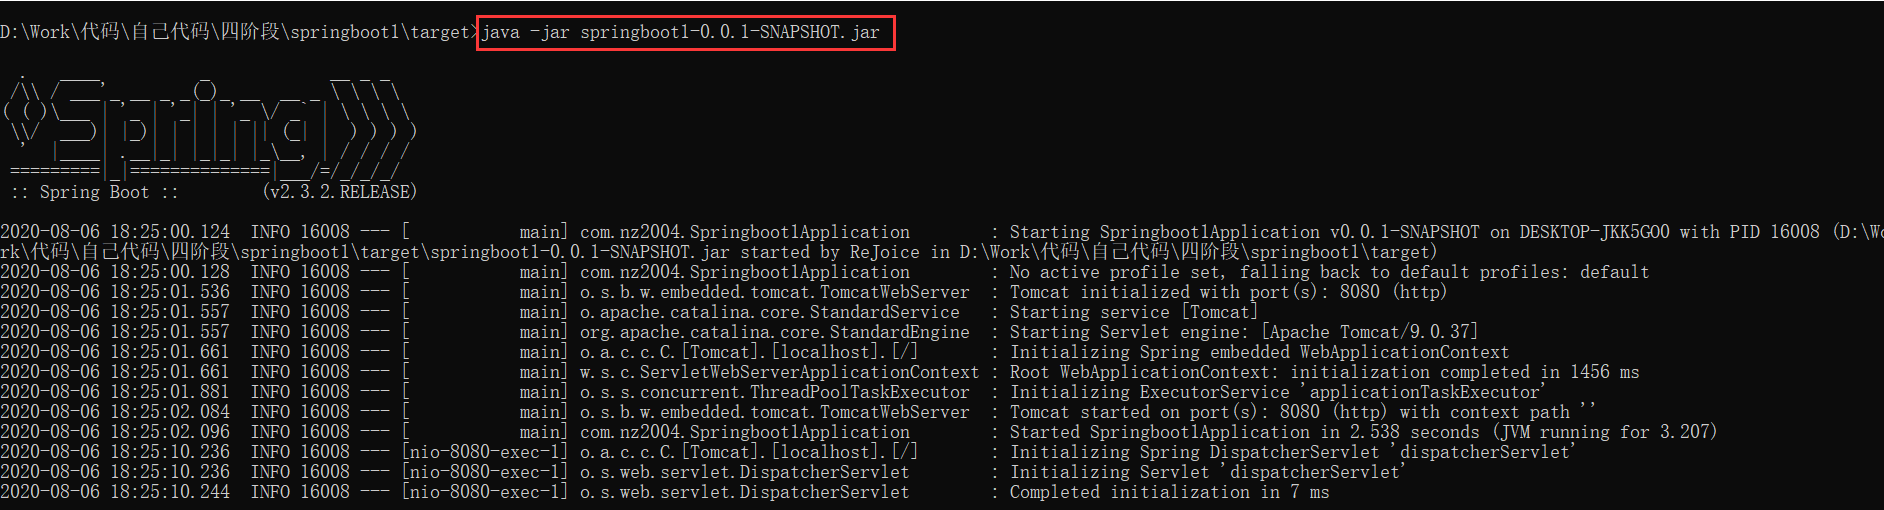 D:\Work\代码\自己代码\四阶段\springboot1\target>java -jar springboot1-0.0.1-SNAPSHOT.jar
  .   ____          _            __ _ _
 /\\ / ___'_ __ _ _(_)_ __  __ _ \ \ \ \
( ( )\___ | '_ | '_| | '_ \/ _` | \ \ \ \
 \\/  ___)| |_)| | | | | || (_| |  ) ) ) )
  '  |____| .__|_| |_|_| |_\__, | / / / /
 =========|_|==============|___/=/_/_/_/
 :: Spring Boot ::        (v2.3.2.RELEASE)
2020-08-06 18:25:00.124  INFO 16008 --- [           main] com.nz2004.Springboot1Application        : Starting Springboot1Application v0.0.1-SNAPSHOT on DESKTOP-JKK5GO0 with PID 16008 (D:\Wo
rk\代码\自己代码\四阶段\springboot1\target\springboot1-0.0.1-SNAPSHOT.jar started by ReJoice in D:\Work\代码\自己代码\四阶段\springboot1\target)
2020-08-06 18:25:00.128  INFO 16008 --- [           main] com.nz2004.Springboot1Application        : No active profile set, falling back to default profiles: default
2020-08-06 18:25:01.536  INFO 16008 --- [           main] o.s.b.w.embedded.tomcat.TomcatWebServer  : Tomcat initialized with port(s): 8080 (http)
2020-08-06 18:25:01.557  INFO 16008 --- [           main] o.apache.catalina.core.StandardService   : Starting service [Tomcat]
2020-08-06 18:25:01.557  INFO 16008 --- [           main] org.apache.catalina.core.StandardEngine  : Starting Servlet engine: [Apache Tomcat/9.0.37]
2020-08-06 18:25:01.661  INFO 16008 --- [           main] o.a.c.c.C.[Tomcat].[localhost].[/]       : Initializing Spring embedded WebApplicationContext
2020-08-06 18:25:01.661  INFO 16008 --- [           main] w.s.c.ServletWebServerApplicationContext : Root WebApplicationContext: initialization completed in 1456 ms
2020-08-06 18:25:01.881  INFO 16008 --- [           main] o.s.s.concurrent.ThreadPoolTaskExecutor  : Initializing ExecutorService 'applicationTaskExecutor'
2020-08-06 18:25:02.084  INFO 16008 --- [           main] o.s.b.w.embedded.tomcat.TomcatWebServer  : Tomcat started on port(s): 8080 (http) with context path ''
2020-08-06 18:25:02.096  INFO 16008 --- [           main] com.nz2004.Springboot1Application        : Started Springboot1Application in 2.538 seconds (JVM running for 3.207)
2020-08-06 18:25:10.236  INFO 16008 --- [nio-8080-exec-1] o.a.c.c.C.[Tomcat].[localhost].[/]       : Initializing Spring DispatcherServlet 'dispatcherServlet'
2020-08-06 18:25:10.236  INFO 16008 --- [nio-8080-exec-1] o.s.web.servlet.DispatcherServlet        : Initializing Servlet 'dispatcherServlet'
2020-08-06 18:25:10.244  INFO 16008 --- [nio-8080-exec-1] o.s.web.servlet.DispatcherServlet        : Completed initialization in 7 ms